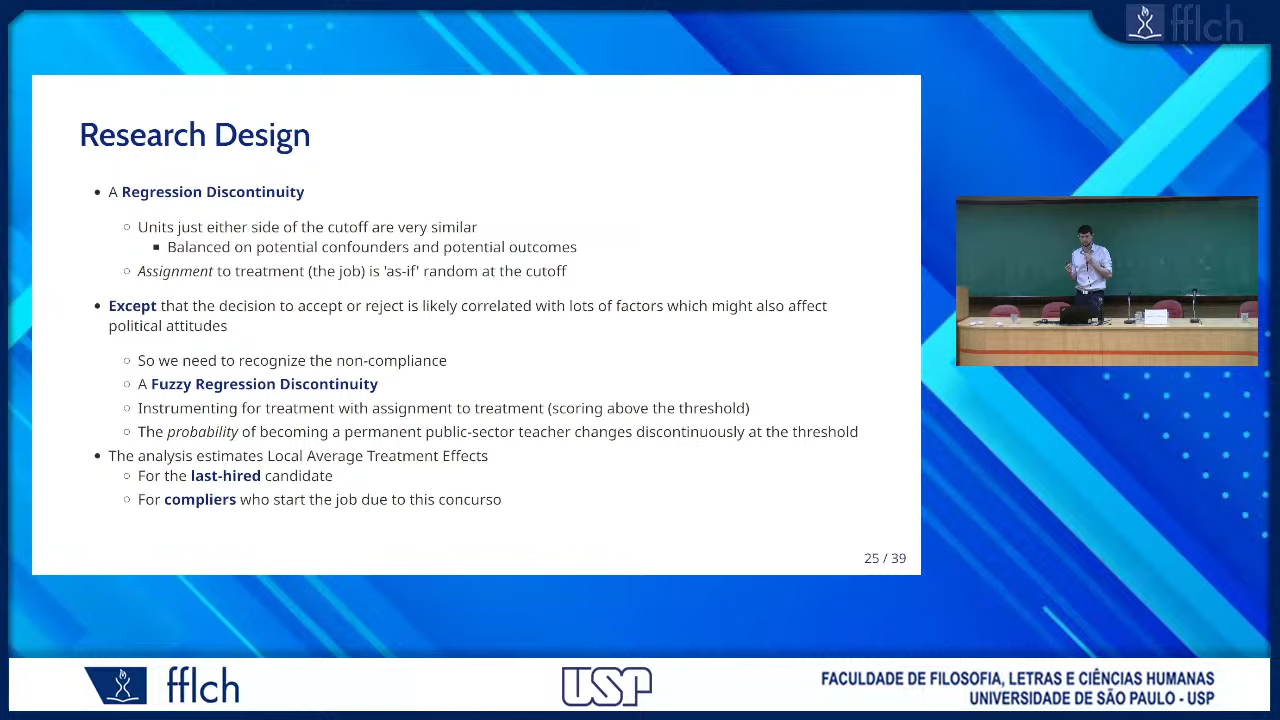 fflch
Research Design
• A Regression Discontinuity
○ Units just either side of the cutoff are very similar
▪ Balanced on potential confounders and potential outcomes
○ Assignment to treatment (the job) is 'as-if' random at the cutoff
• Except that the decision to accept or reject is likely correlated with lots of factors which might also affect
political attitudes
○ So we need to recognize the non-compliance
○ A Fuzzy Regression Discontinuity
○ Instrumenting for treatment with assignment to treatment (scoring above the threshold)
○ The probability of becoming a permanent public-sector teacher changes discontinuously at the threshold
• The analysis estimates Local Average Treatment Effects
○ For the last-hired candidate
○ For compliers who start the job due to this concurso
25 / 39
fflch
USP
FACULDADE DE FILOSOFIA, LETRAS E CIÊNCIAS HUMANAS
UNIVERSIDADE DE SÃO PAULO - USP